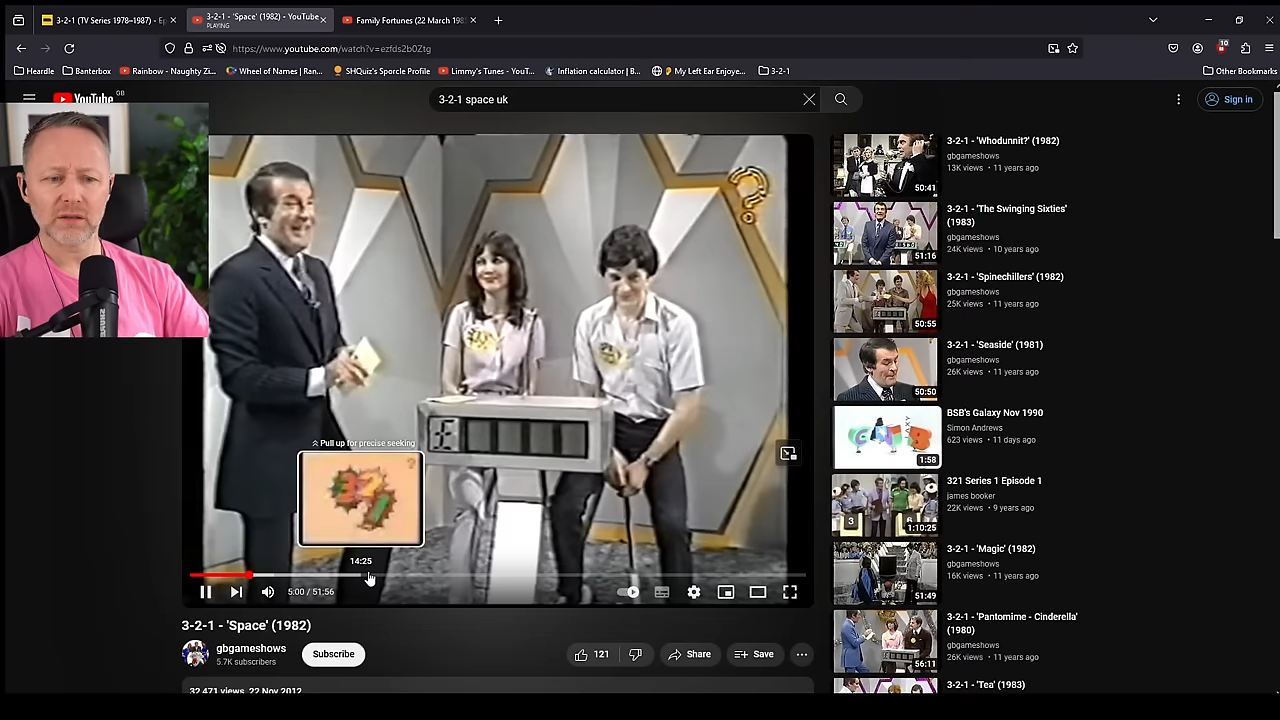 3-2-1 (TV Series 1978–1987) - Ep
3-2-1 - 'Space' (1982) - YouTube
PLAYING
Family Fortunes (22 March 198
https://www.youtube.com/watch?v=ezfds2b0Ztg
10
Heardle
Banterbox
Rainbow - Naughty Zi...
Wheel of Names | Ran...
SHQuiz's Sporcle Profile
Limmy's Tunes - YouT...
Inflation calculator | B...
My Left Ear Enjoye...
3-2-1
Other Bookmarks
YouTube GB
3-2-1 space uk
Sign in
3-2-1 - 'Whodunnit?' (1982)
gbgameshows
13K views • 11 years ago
50:41
3-2-1 - 'The Swinging Sixties'
(1983)
gbgameshows
24K views • 10 years ago
51:16
3-2-1 - 'Spinechillers' (1982)
gbgameshows
25K views • 11 years ago
50:55
3-2-1 - 'Seaside' (1981)
gbgameshows
26K views • 11 years ago
50:50
BSB's Galaxy Nov 1990
Simon Andrews
623 views • 11 days ago
1:58
321 Series 1 Episode 1
james booker
22K views • 9 years ago
1:10:25
3-2-1 - 'Magic' (1982)
gbgameshows
16K views • 11 years ago
51:49
3-2-1 - 'Pantomime - Cinderella'
(1980)
gbgameshows
26K views • 11 years ago
56:11
3-2-1 - 'Tea' (1983)
?
Pull up for precise seeking
321
14:25
5:00 / 51:56
3-2-1 - 'Space' (1982)
gbgameshows
5.7K subscribers
Subscribe
121
Share
Save
32,471 views 22 Nov 2012